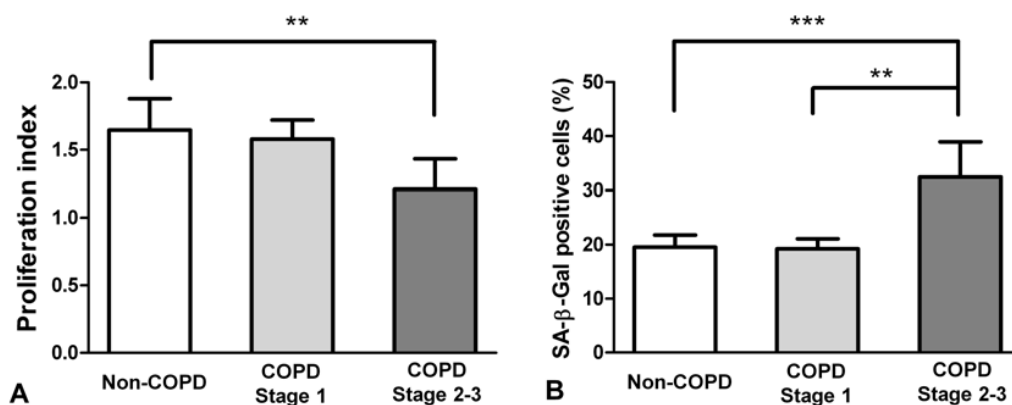 **
Proliferation index
2.0
1.5
1.0
0.5
0.0
Non-COPD
COPD
Stage 1
COPD
Stage 2-3
A
***
**
SA-β-Gal positive cells (%)
50
40
30
20
10
0
Non-COPD
COPD
Stage 1
COPD
Stage 2-3
B